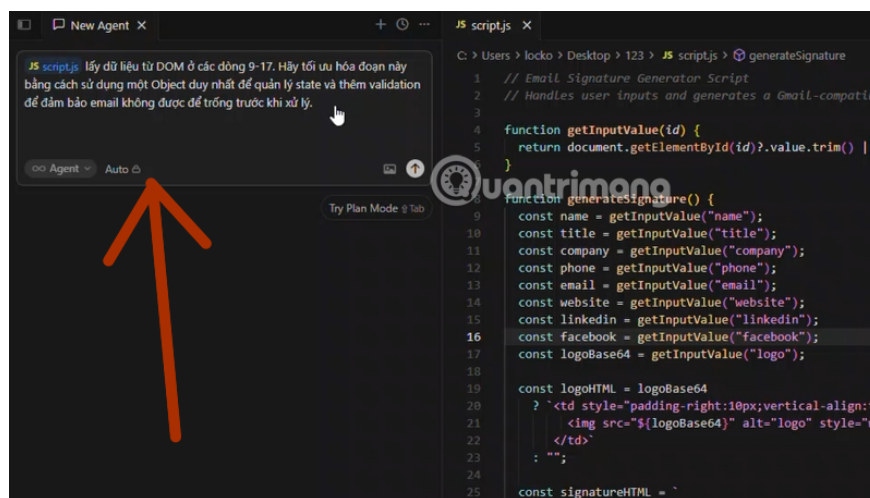 New Agent
JS script.js
JS script.js lấy dữ liệu từ DOM ở các dòng 9-17. Hãy tối ưu hóa đoạn này
bằng cách sử dụng một Object duy nhất để quản lý state và thêm validation
để đảm bảo email không được để trống trước khi xử lý.
Agent
Auto
Try Plan Mode ⇧ Tab
C: > Users > locko > Desktop > 123 > JS script.js > generateSignature
1 // Email Signature Generator Script
2 // Handles user inputs and generates a Gmail-compati
3
4 function getInputValue(id) {
5 return document.getElementById(id)?.value.trim() |
6 }
Quantrimang
8 function generateSignature() {
9 const name = getInputValue("name");
10 const title = getInputValue("title");
11 const company = getInputValue("company");
12 const phone = getInputValue("phone");
13 const email = getInputValue("email");
14 const website = getInputValue("website");
15 const linkedin = getInputValue("linkedin");
16 const facebook = getInputValue("facebook");
17 const logoBase64 = getInputValue("logo");
18
19 const logoHTML = logoBase64
20 ? `<td style="padding-right:10px;vertical-align:
21 <img src="${logoBase64}" alt="logo" style="
22 </td>`
23 : "";
24
25 const signatureHTML = `